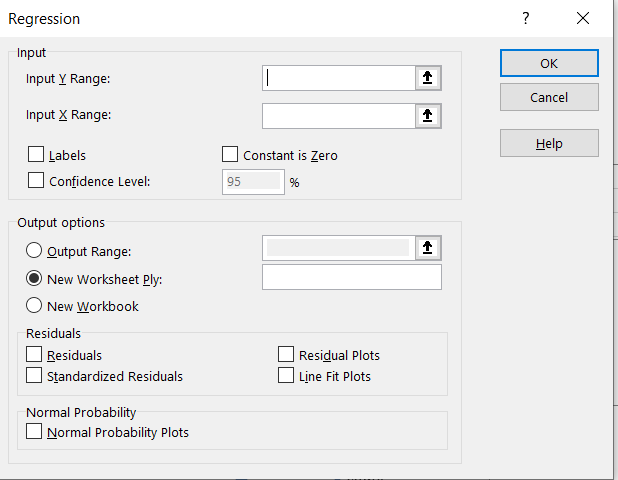 Regression ?
Input
Input Y Range:
OK
Input X Range:
Cancel
Labels Constant is Zero
Help
Confidence Level: 95 %
Output options
Output Range:
New Worksheet Ply:
New Workbook
Residuals
Residuals Residual Plots
Standardized Residuals Line Fit Plots
Normal Probability
Normal Probability Plots